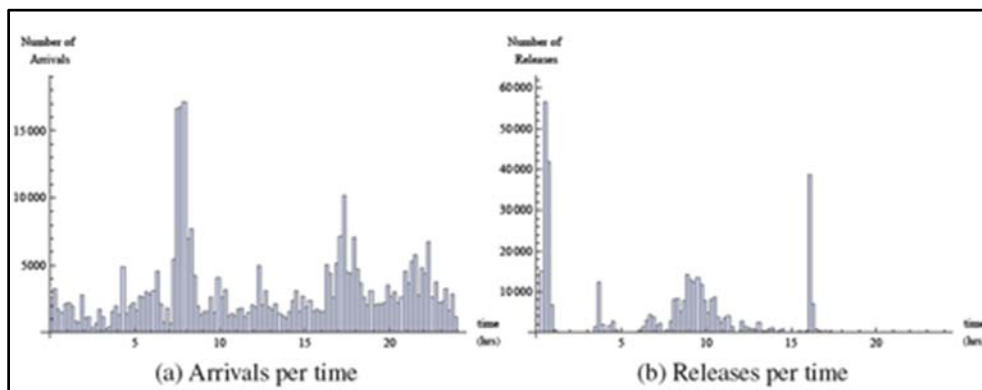 Number of
Arrivals
15000
10000
5000
5
10
15
20
time
(hrs)
(a) Arrivals per time
Number of
Releases
60000
50000
40000
30000
20000
10000
5
10
15
20
time
(hrs)
(b) Releases per time